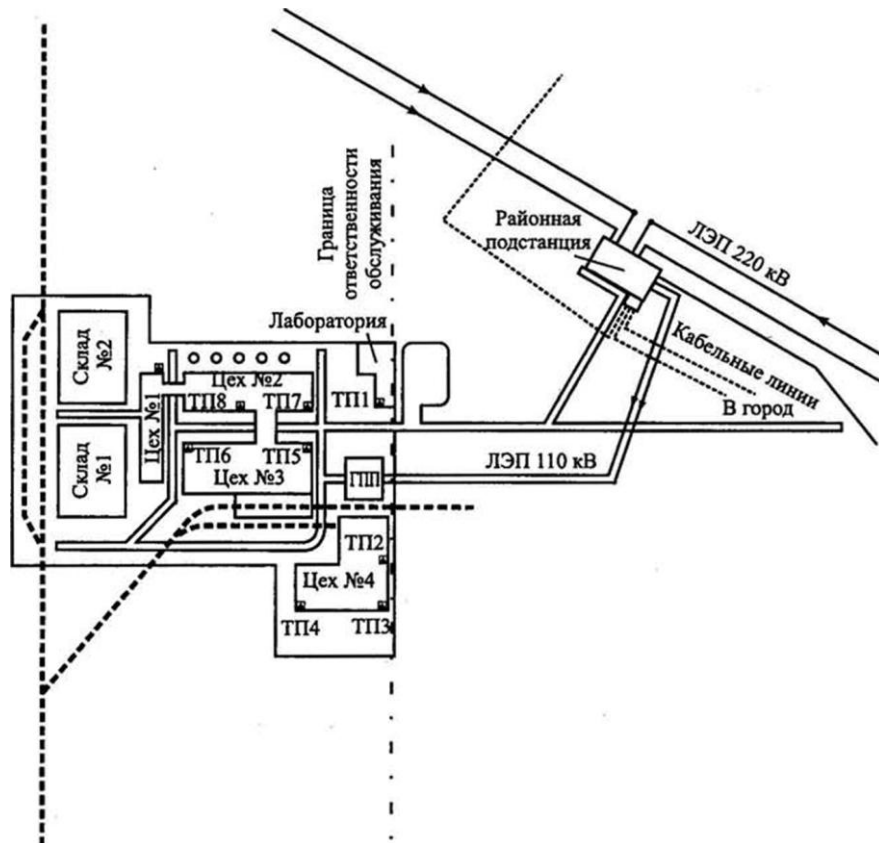 Граница
ответственности
обслуживания
Районная
подстанция
ЛЭП 220 кВ
Лаборатория
Кабельные линии
В город
Склад
№2
Цех №1
Цех №2
ТП8
ТП7
ТП1
Склад
№1
ТП6
ТП5
Цех №3
ГПП
ЛЭП 110 кВ
ТП2
Цех №4
ТП4
ТП3